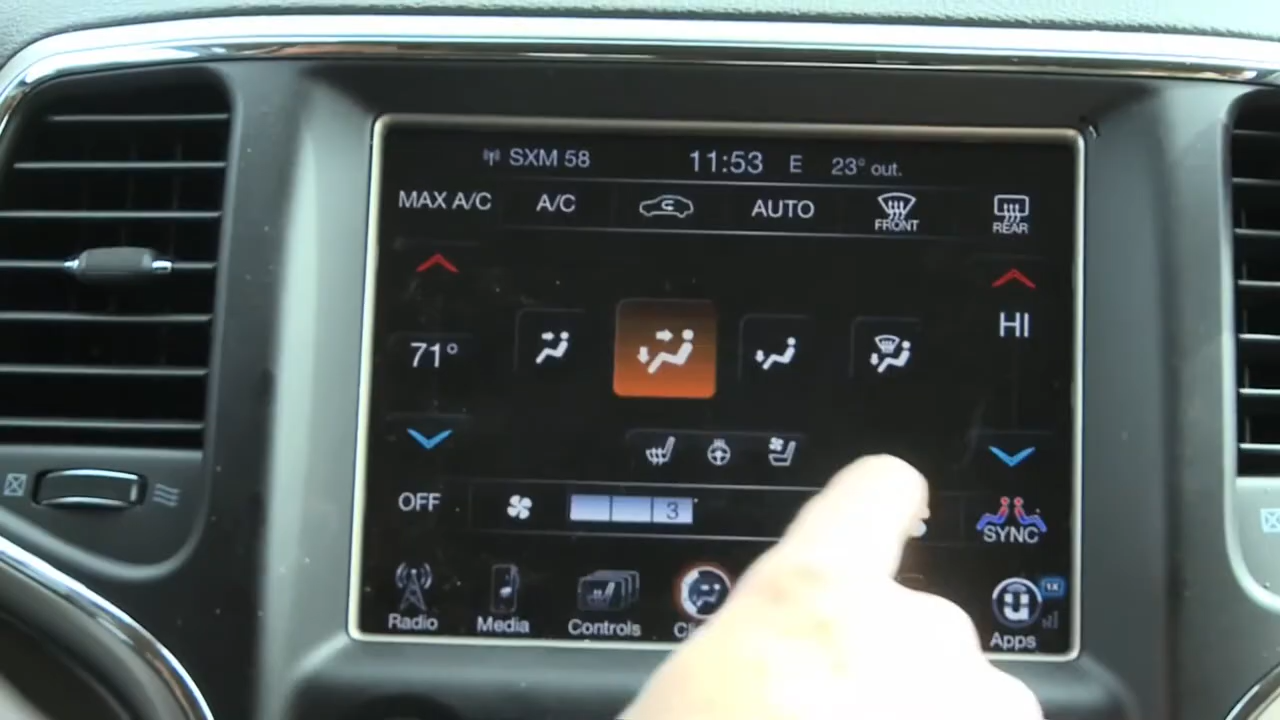 SXM 58 11:53 E 23° out.
MAX A/C A/C AUTO FRONT REAR
71° HI
OFF 3 SYNC
Radio Media Controls Apps
1X